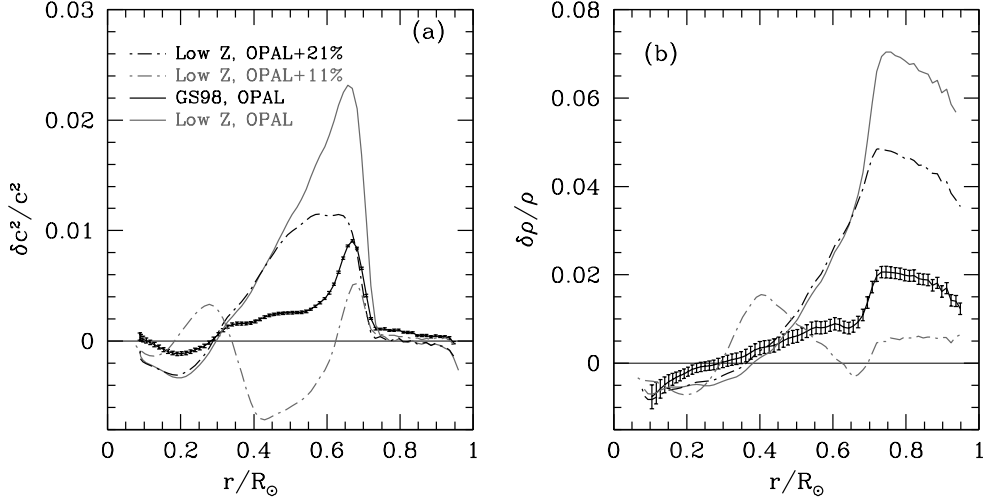 (a)
Low Z, OPAL+21%
Low Z, OPAL+11%
GS98, OPAL
Low Z, OPAL
0.03
0.02
0.01
0
δc²/c²
0 0.2 0.4 0.6 0.8 1
r/R⊙
(b)
0.08
0.06
0.04
0.02
0
δρ/ρ
0 0.2 0.4 0.6 0.8 1
r/R⊙